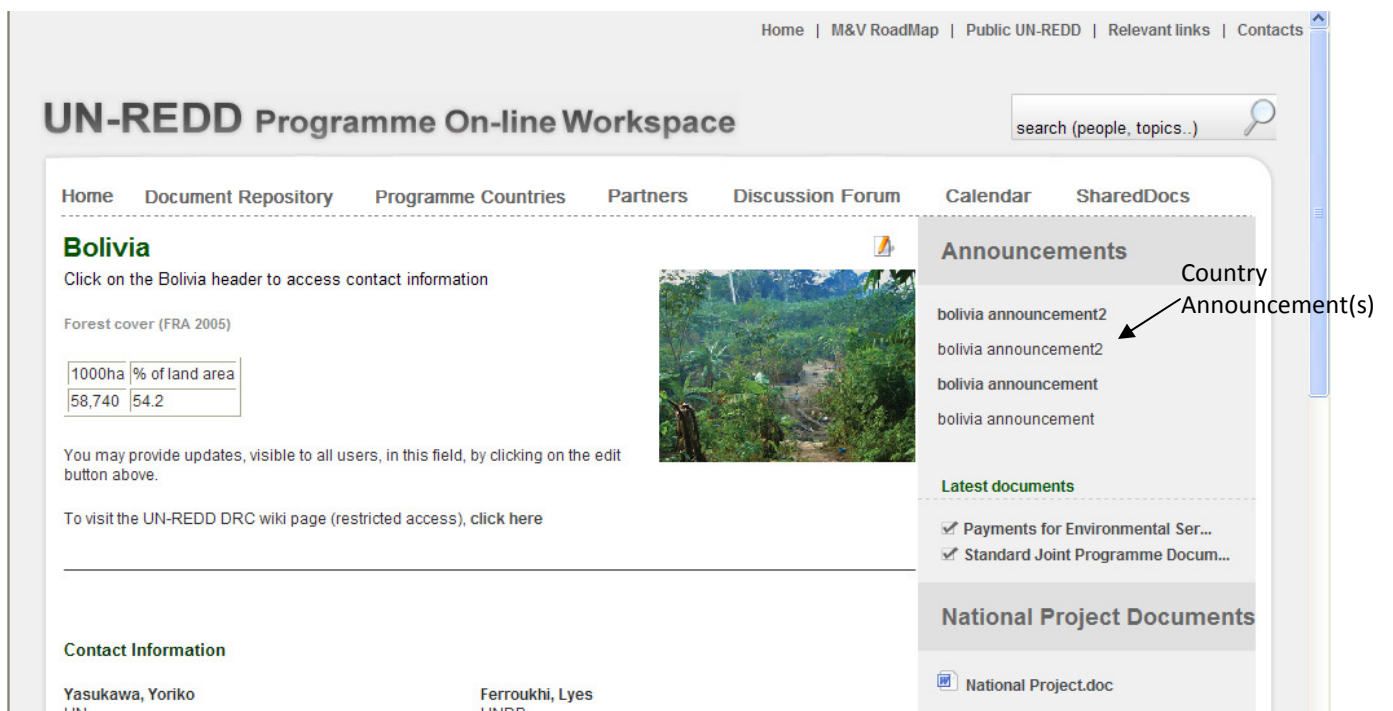 Home | M&V RoadMap | Public UN-REDD | Relevant links | Contacts
UN-REDD Programme On-line Workspace
search (people, topics..)
Home Document Repository Programme Countries Partners Discussion Forum Calendar SharedDocs
Bolivia
Click on the Bolivia header to access contact information
Forest cover (FRA 2005)
1000ha % of land area
58,740 54.2
You may provide updates, visible to all users, in this field, by clicking on the edit
button above.
To visit the UN-REDD DRC wiki page (restricted access), click here
Contact Information
Yasukawa, Yoriko Ferroukhi, Lyes
Announcements
Country
Announcement(s)
bolivia announcement2
bolivia announcement2
bolivia announcement
bolivia announcement
Latest documents
Payments for Environmental Ser...
Standard Joint Programme Docum...
National Project Documents
National Project.doc